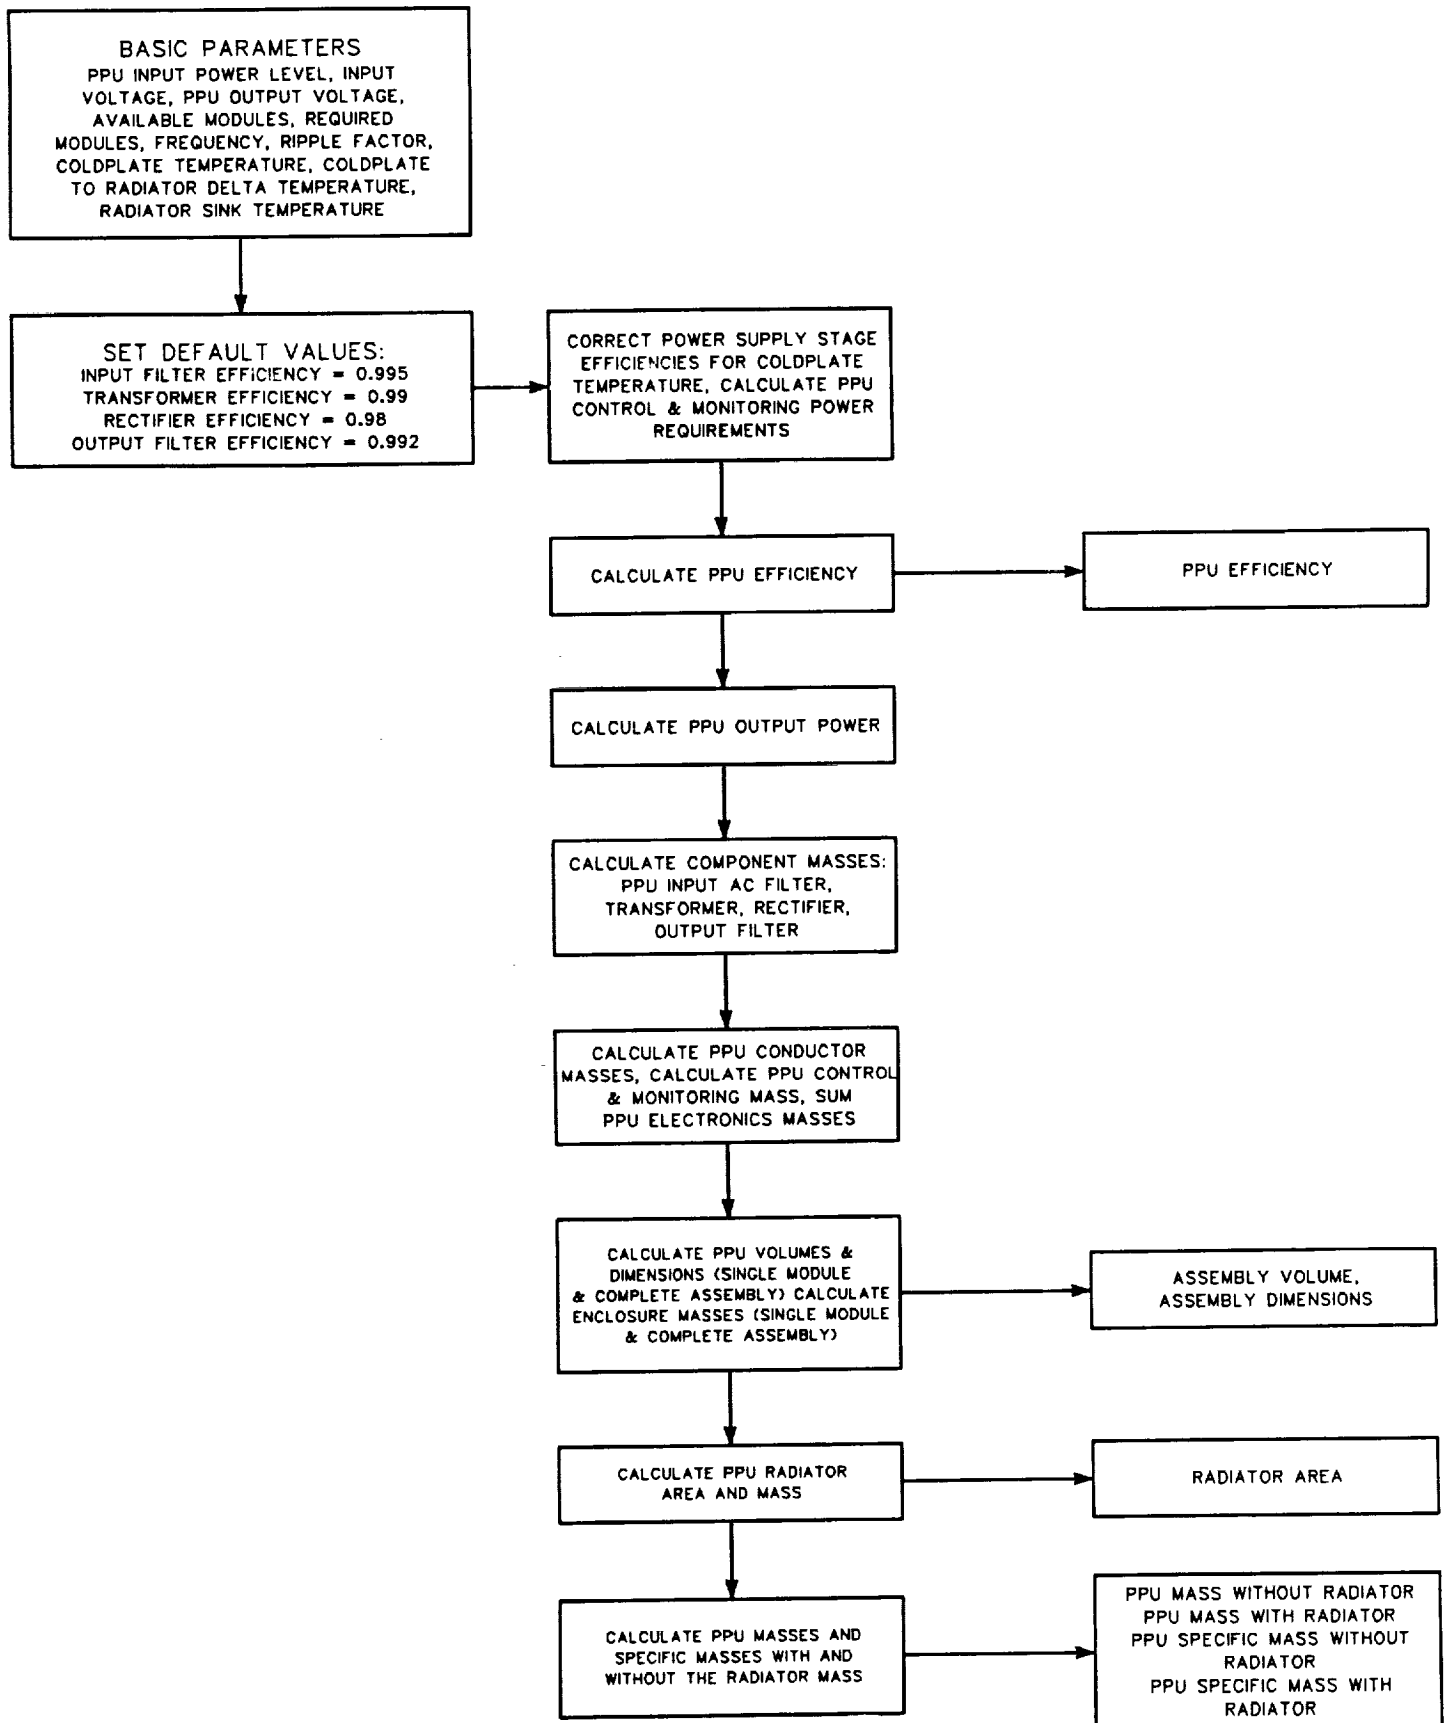 BASIC PARAMETERS
PPU INPUT POWER LEVEL, INPUT
VOLTAGE, PPU OUTPUT VOLTAGE,
AVAILABLE MODULES, REQUIRED
MODULES, FREQUENCY, RIPPLE FACTOR,
COLDPLATE TEMPERATURE, COLDPLATE
TO RADIATOR DELTA TEMPERATURE,
RADIATOR SINK TEMPERATURE
SET DEFAULT VALUES:
INPUT FILTER EFFICIENCY = 0.995
TRANSFORMER EFFICIENCY = 0.99
RECTIFIER EFFICIENCY = 0.98
OUTPUT FILTER EFFICIENCY = 0.992
CORRECT POWER SUPPLY STAGE
EFFICIENCIES FOR COLDPLATE
TEMPERATURE, CALCULATE PPU
CONTROL & MONITORING POWER
REQUIREMENTS
CALCULATE PPU EFFICIENCY
PPU EFFICIENCY
CALCULATE PPU OUTPUT POWER
CALCULATE COMPONENT MASSES:
PPU INPUT AC FILTER,
TRANSFORMER, RECTIFIER,
OUTPUT FILTER
CALCULATE PPU CONDUCTOR
MASSES, CALCULATE PPU CONTROL
& MONITORING MASS, SUM
PPU ELECTRONICS MASSES
CALCULATE PPU VOLUMES &
DIMENSIONS (SINGLE MODULE
& COMPLETE ASSEMBLY) CALCULATE
ENCLOSURE MASSES (SINGLE MODULE
& COMPLETE ASSEMBLY)
ASSEMBLY VOLUME,
ASSEMBLY DIMENSIONS
CALCULATE PPU RADIATOR
AREA AND MASS
RADIATOR AREA
CALCULATE PPU MASSES AND
SPECIFIC MASSES WITH AND
WITHOUT THE RADIATOR MASS
PPU MASS WITHOUT RADIATOR
PPU MASS WITH RADIATOR
PPU SPECIFIC MASS WITHOUT
RADIATOR
PPU SPECIFIC MASS WITH
RADIATOR